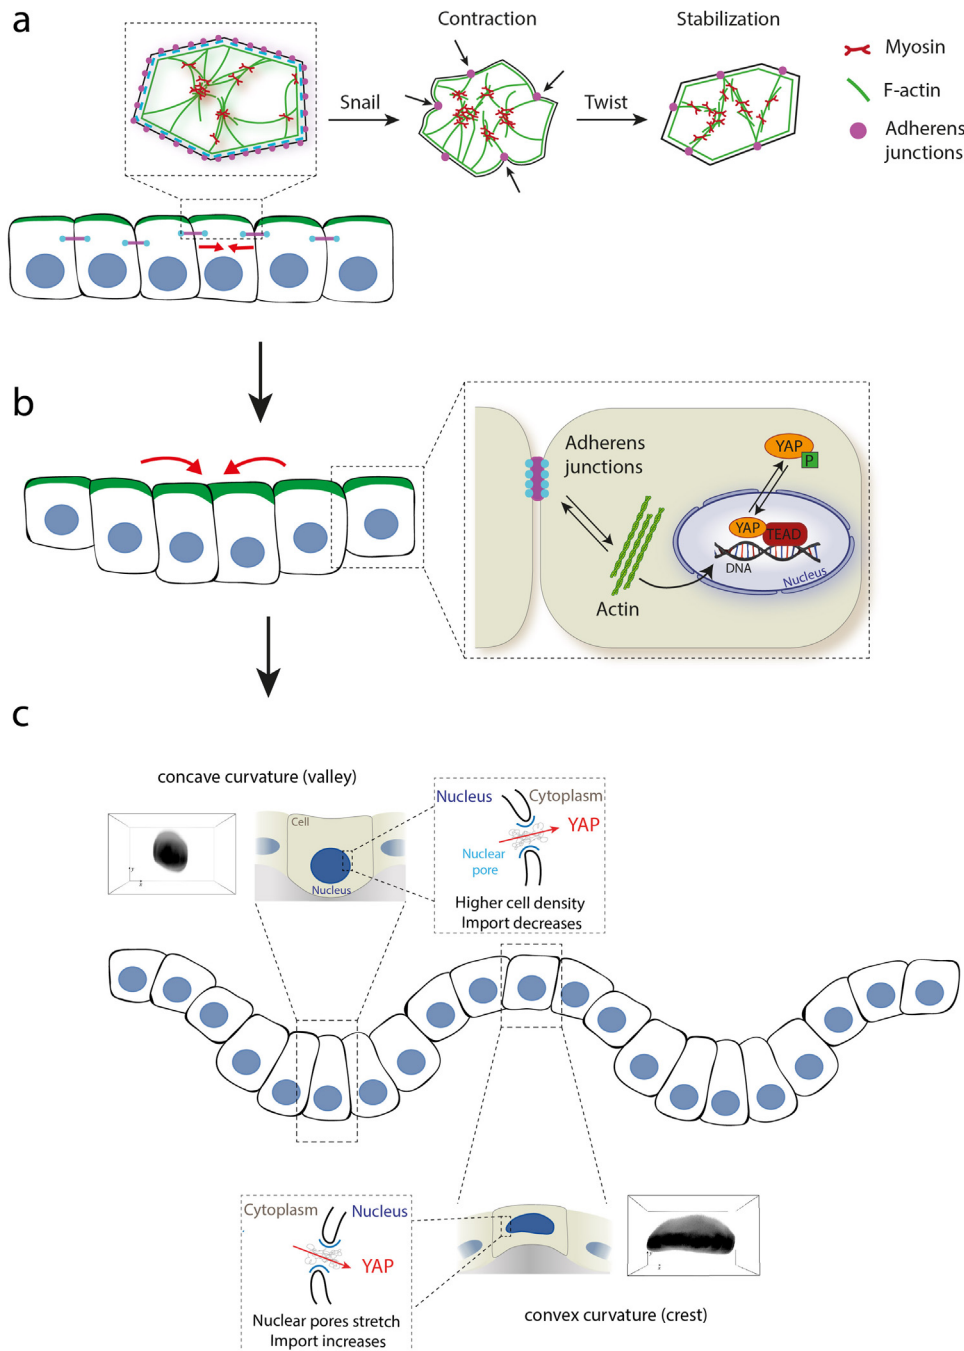 a
Contraction
Stabilization
Snail
Twist
Myosin
F-actin
Adherens
junctions
b
Adherens
junctions
Actin
YAP
P
YAP
TEAD
DNA
Nucleus
c
concave curvature (valley)
Cell
Nucleus
Nucleus
Cytoplasm
YAP
Nuclear
pore
Higher cell density
Import decreases
Cytoplasm
Nucleus
YAP
Nuclear pores stretch
Import increases
convex curvature (crest)